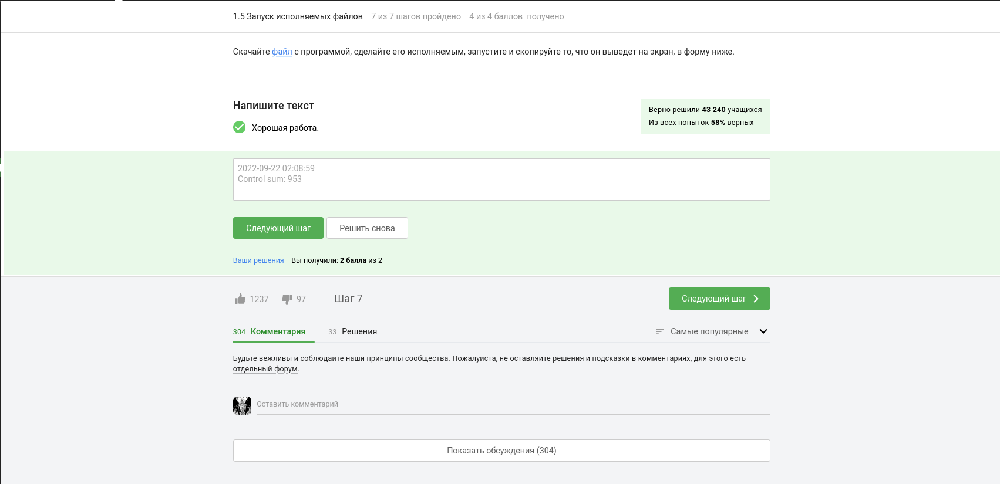 1.5 Запуск исполняемых файлов 7 из 7 шагов пройдено 4 из 4 баллов получено
Скачайте файл с программой, сделайте его исполняемым, запустите и скопируйте то, что он выведет на экран, в форму ниже.
Напишите текст
Хорошая работа.
Верно решили 43 240 учащихся
Из всех попыток 58% верных
2022-09-22 02:08:59
Control sum: 953
Следующий шаг Решить снова
Ваши решения Вы получили: 2 балла из 2
1237 97 Шаг 7 Следующий шаг
304 Комментария 33 Решения Самые популярные
Будьте вежливы и соблюдайте наши принципы сообщества. Пожалуйста, не оставляйте решения и подсказки в комментариях, для этого есть
отдельный форум.
Оставить комментарий
Показать обсуждения (304)